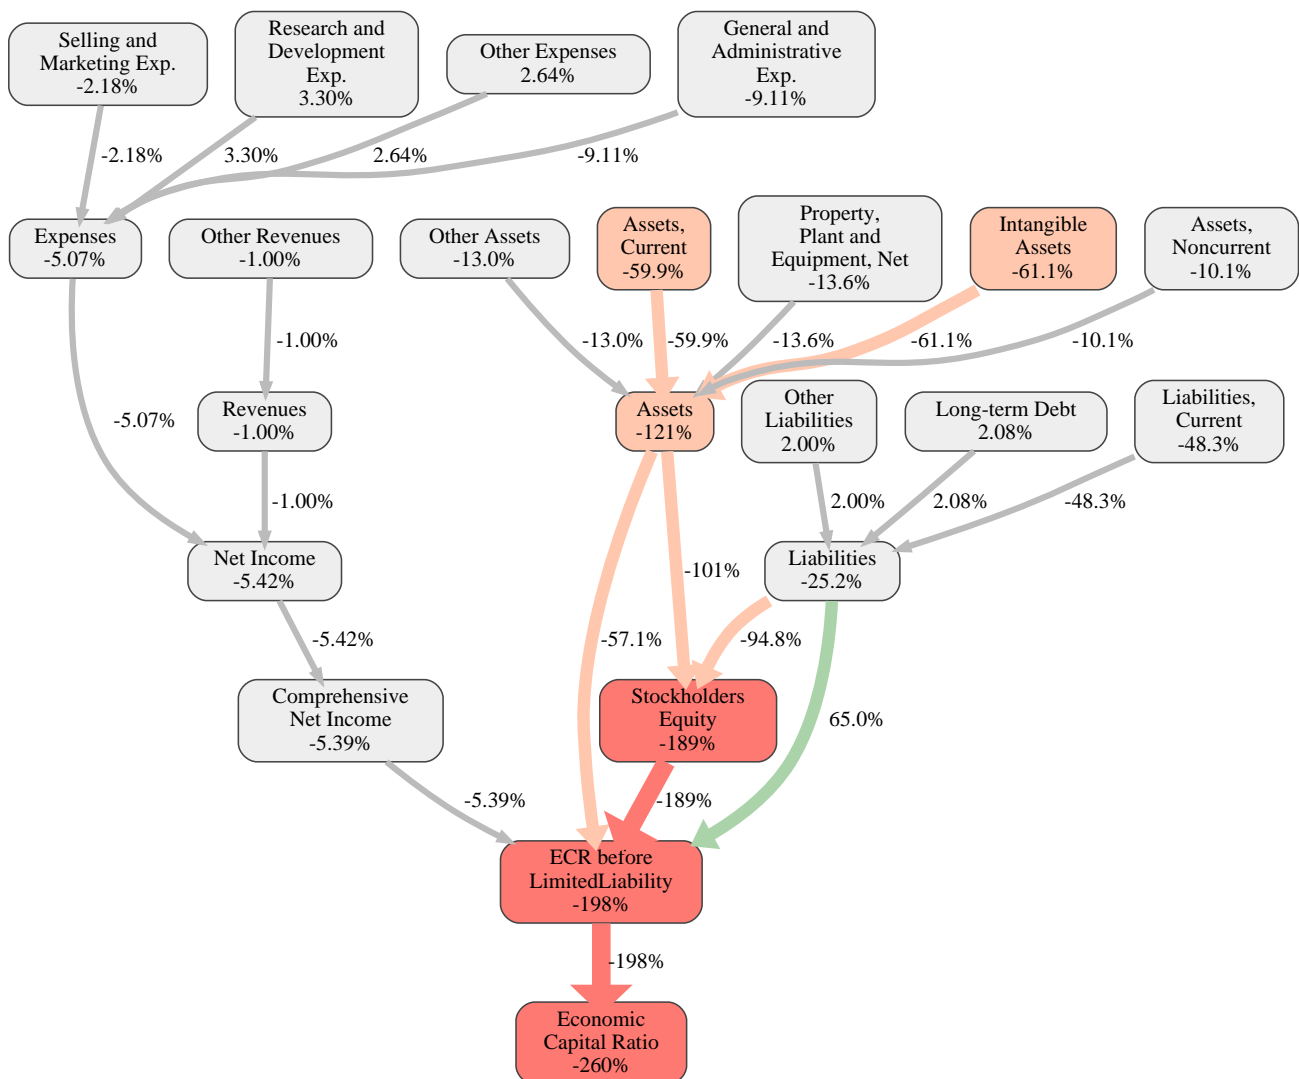 Selling and
Marketing Exp.
-2.18%
Research and
Development
Exp.
3.30%
Other Expenses
2.64%
General and
Administrative
Exp.
-9.11%
-2.18%
3.30%
2.64%
-9.11%
Expenses
-5.07%
Other Revenues
-1.00%
Other Assets
-13.0%
Assets,
Current
-59.9%
Property,
Plant and
Equipment, Net
-13.6%
Intangible
Assets
-61.1%
Assets,
Noncurrent
-10.1%
-1.00%
-13.0%
-59.9%
-13.6%
-61.1%
-10.1%
-5.07%
Revenues
-1.00%
Assets
-121%
Other
Liabilities
2.00%
Long-term Debt
2.08%
Liabilities,
Current
-48.3%
-1.00%
2.00%
2.08%
-48.3%
Net Income
-5.42%
-101%
Liabilities
-25.2%
-5.42%
-57.1%
-94.8%
Comprehensive
Net Income
-5.39%
Stockholders
Equity
-189%
65.0%
-5.39%
-189%
ECR before
LimitedLiability
-198%
-198%
Economic
Capital Ratio
-260%